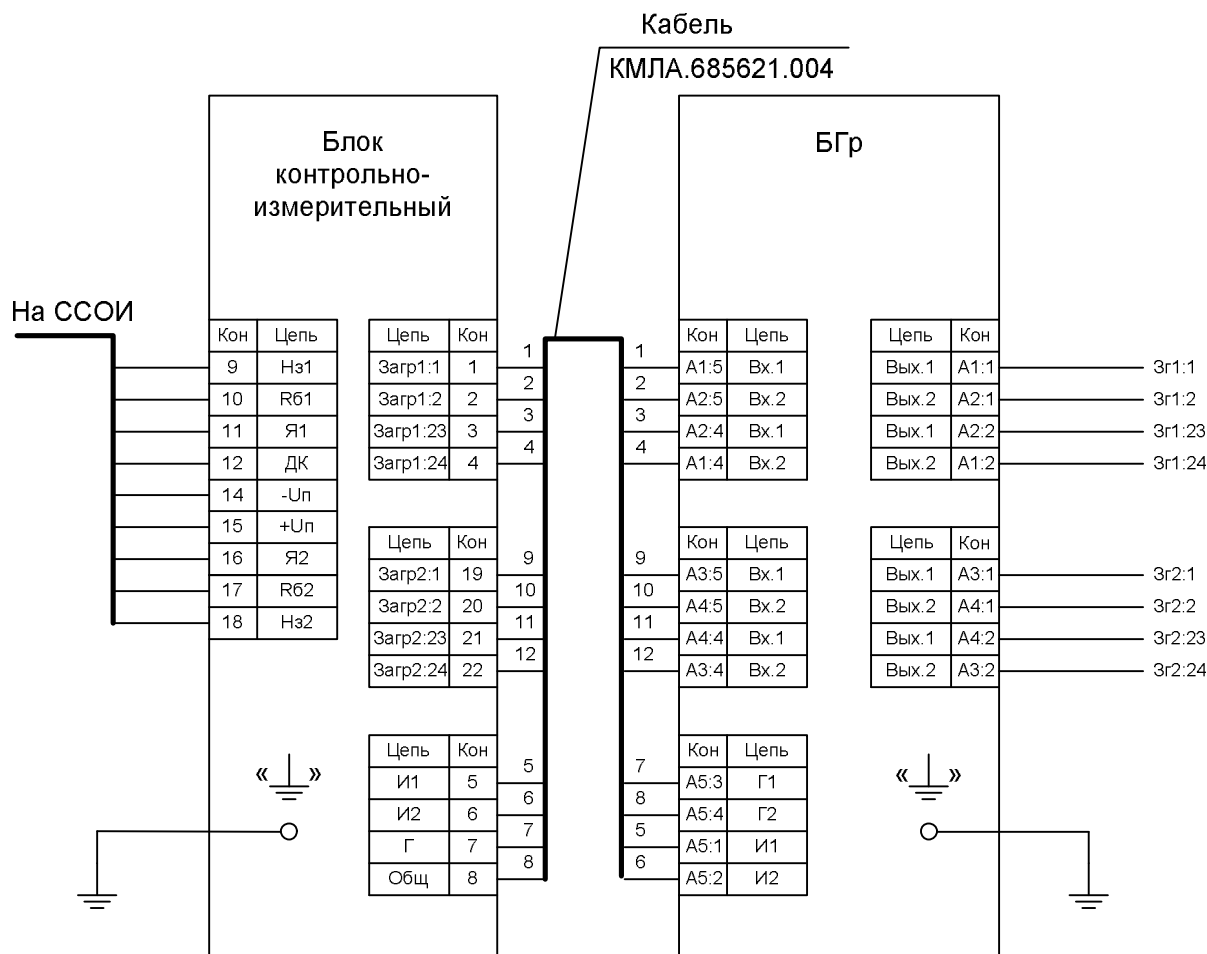 Кабель
КМЛА.685621.004
Блок
контрольно-
измерительный
БГр
На ССОИ
Кон Цепь
9 Нз1
10 Rб1
11 Я1
12 ДК
14 -Uп
15 +Uп
16 Я2
17 Rб2
18 Нз2
Цепь Кон
Загр1:1 1 1
Загр1:2 2 2
Загр1:23 3 3
Загр1:24 4 4
Цепь Кон
Загр2:1 19 9
Загр2:2 20 10
Загр2:23 21 11
Загр2:24 22 12
Цепь Кон
И1 5 5
И2 6 6
Г 7 7
Общ 8 8
« »
Кон Цепь
1 А1:5 Вх.1
2 А2:5 Вх.2
3 А2:4 Вх.1
4 А1:4 Вх.2
Кон Цепь
9 А3:5 Вх.1
10 А4:5 Вх.2
11 А4:4 Вх.1
12 А3:4 Вх.2
Кон Цепь
7 А5:3 Г1
8 А5:4 Г2
5 А5:1 И1
6 А5:2 И2
Цепь Кон
Вых.1 А1:1 Зг1:1
Вых.2 А2:1 Зг1:2
Вых.1 А2:2 Зг1:23
Вых.2 А1:2 Зг1:24
Цепь Кон
Вых.1 А3:1 Зг2:1
Вых.2 А4:1 Зг2:2
Вых.1 А4:2 Зг2:23
Вых.2 А3:2 Зг2:24
« »